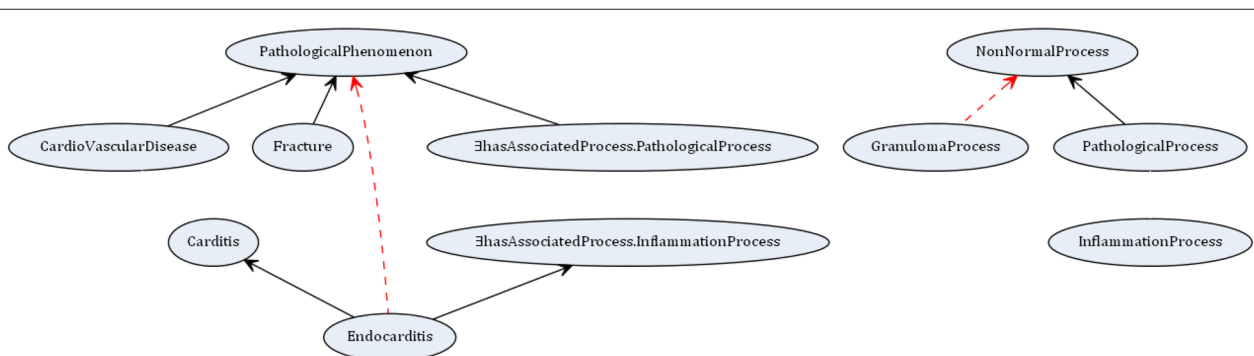 PathologicalPhenomenon
NonNormalProcess
CardioVascularDisease
Fracture
∃hasAssociatedProcess.PathologicalProcess
GranulomaProcess
PathologicalProcess
Carditis
∃hasAssociatedProcess.InflammationProcess
InflammationProcess
Endocarditis